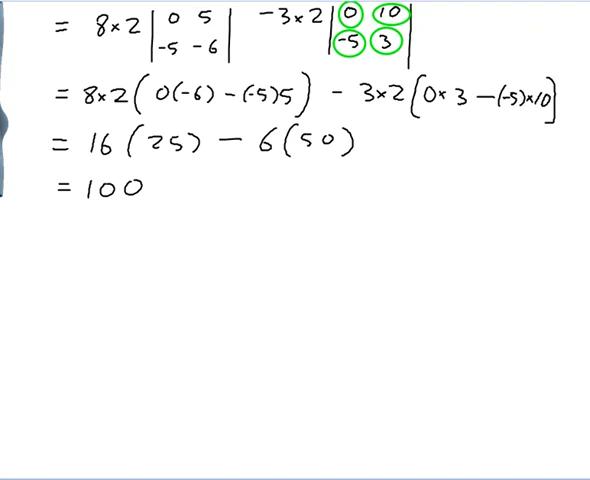 = 8×2 | 0 5 | -3×2 | 0 10 |
| -5 -6 | | -5 3 |
= 8×2 ( 0(-6) - (-5)5 ) - 3×2 [ 0×3 - (-5)×10 ]
= 16 (25) - 6 (50)
= 100